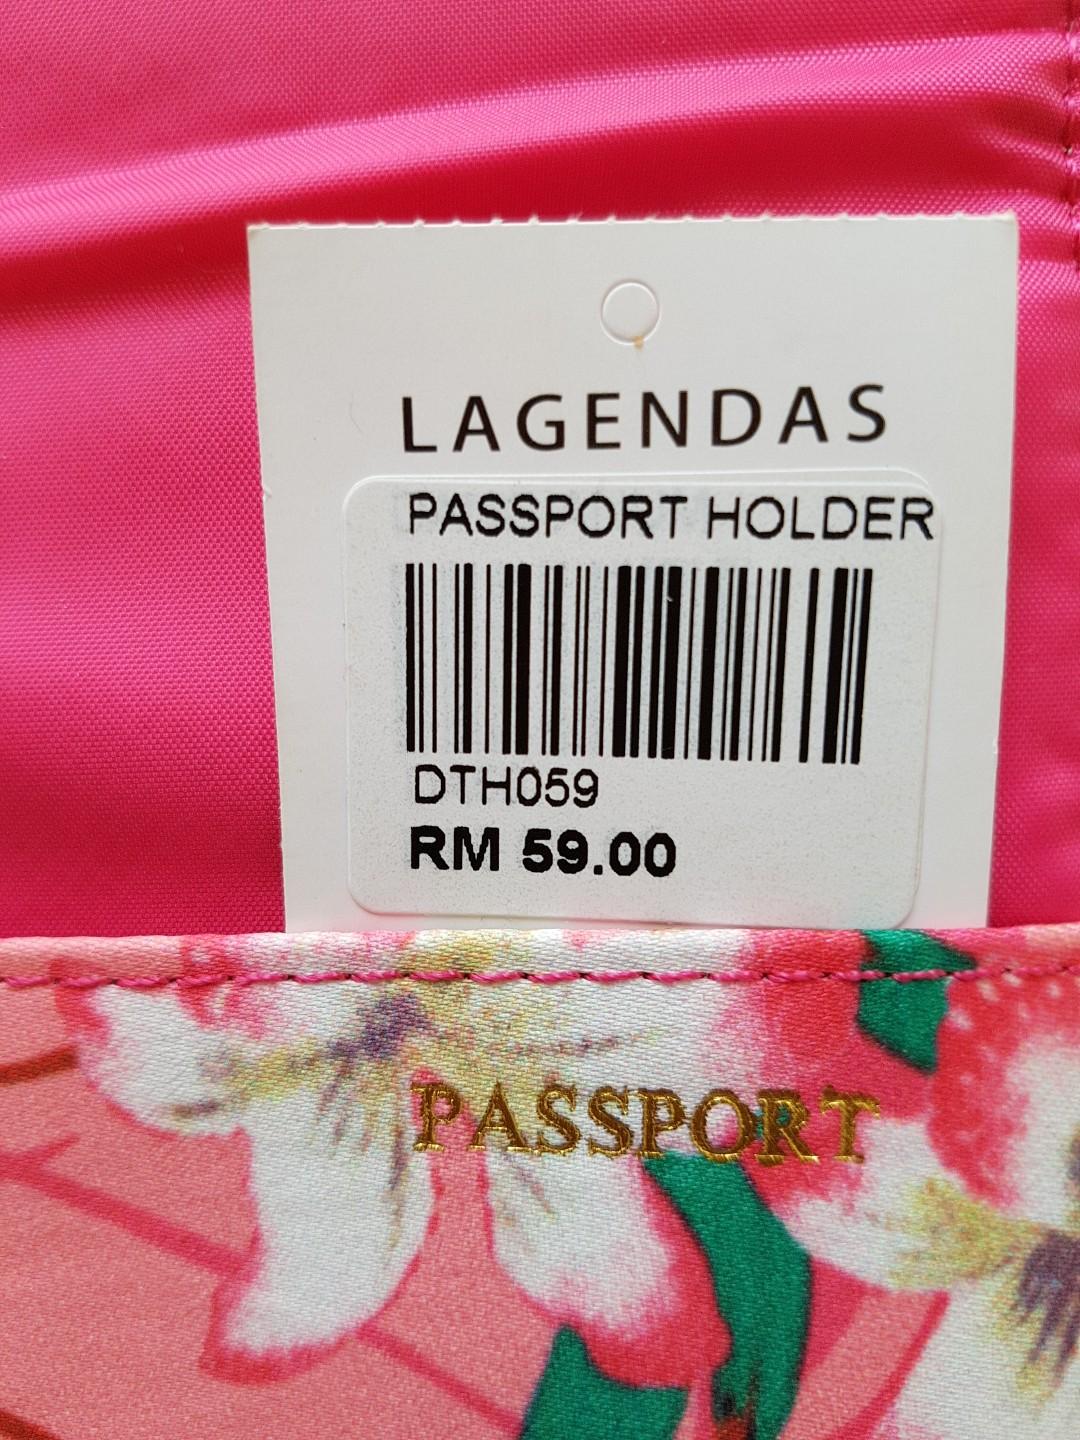 LAGENDAS
PASSPORT HOLDER
DTH059
RM 59.00
PASSPORT